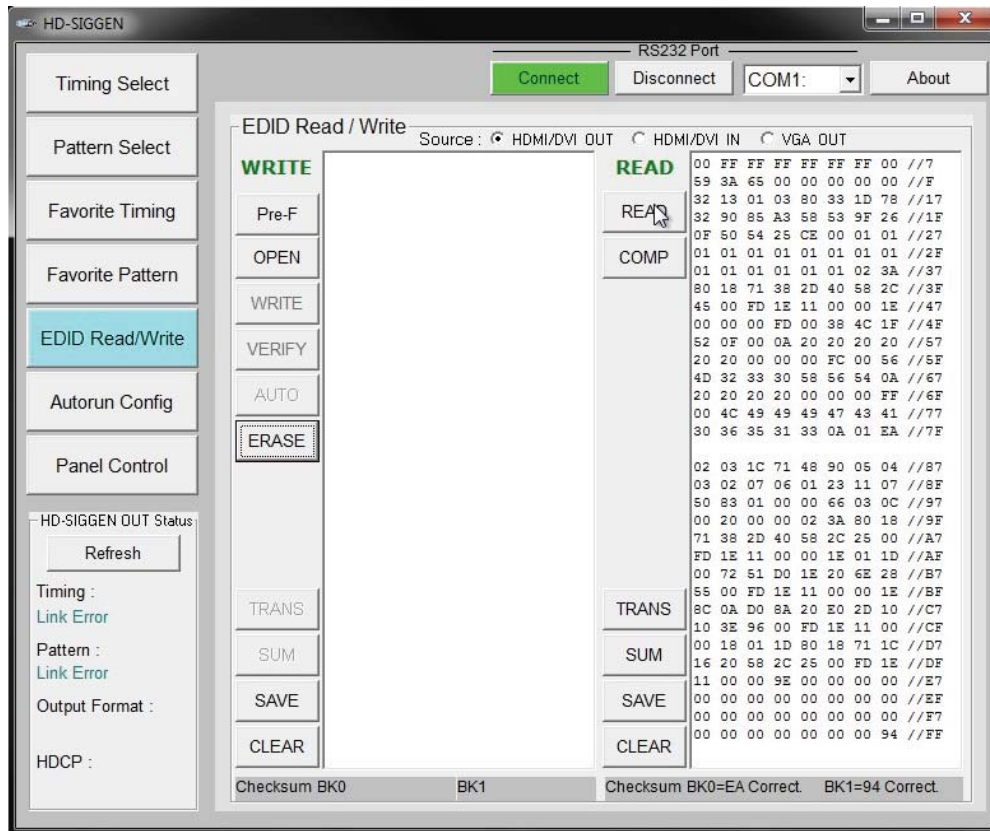 HD-SIGGEN
RS232 Port
Connect Disconnect COM1: About
Timing Select
Pattern Select
Favorite Timing
Favorite Pattern
EDID Read/Write
Autorun Config
Panel Control
HD-SIGGEN OUT Status
Refresh
Timing :
Link Error
Pattern :
Link Error
Output Format :
HDCP :
EDID Read / Write
Source : HDMI/DVI OUT HDMI/DVI IN VGA OUT
WRITE
Pre-F
OPEN
WRITE
VERIFY
AUTO
ERASE
TRANS
SUM
SAVE
CLEAR
Checksum BK0 BK1
READ
READ
COMP
TRANS
SUM
SAVE
CLEAR
00 FF FF FF FF FF FF 00 //7
59 3A 65 00 00 00 00 00 //F
32 13 01 03 80 33 1D 78 //17
32 90 85 A3 58 53 9F 26 //1F
0F 50 54 25 CE 00 01 01 //27
01 01 01 01 01 01 01 01 //2F
01 01 01 01 01 01 02 3A //37
80 18 71 38 2D 40 58 2C //3F
45 00 FD 1E 11 00 00 1E //47
00 00 00 FD 00 38 4C 1F //4F
52 0F 00 0A 20 20 20 20 //57
20 20 00 00 00 FC 00 56 //5F
4D 32 33 30 58 56 54 0A //67
20 20 20 20 00 00 00 FF //6F
00 4C 49 49 49 47 43 41 //77
30 36 35 31 33 0A 01 EA //7F
02 03 1C 71 48 90 05 04 //87
03 02 07 06 01 23 11 07 //8F
50 83 01 00 00 66 03 0C //97
00 20 00 00 02 3A 80 18 //9F
71 38 2D 40 58 2C 25 00 //A7
FD 1E 11 00 00 1E 01 1D //AF
00 72 51 D0 1E 20 6E 28 //B7
55 00 FD 1E 11 00 00 1E //BF
8C 0A D0 8A 20 E0 2D 10 //C7
10 3E 96 00 FD 1E 11 00 //CF
00 18 01 1D 80 18 71 1C //D7
16 20 58 2C 25 00 FD 1E //DF
11 00 00 9E 00 00 00 00 //E7
00 00 00 00 00 00 00 00 //EF
00 00 00 00 00 00 00 00 //F7
00 00 00 00 00 00 00 94 //FF
Checksum BK0=EA Correct. BK1=94 Correct.